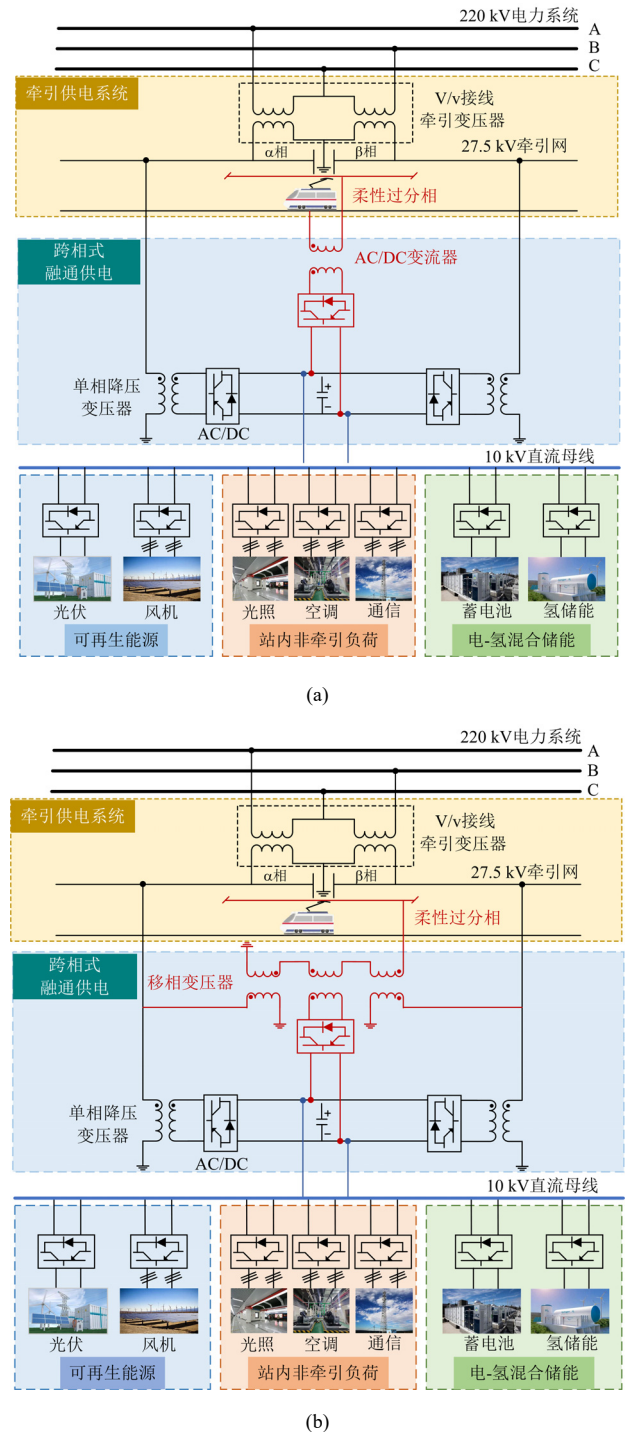 220 kV电力系统
A
B
C
牵引供电系统
V/v接线
牵引变压器
27.5 kV牵引网
α相
β相
柔性过分相
跨相式
融通供电
AC/DC变流器
单相降压
变压器
+
−
AC/DC
10 kV直流母线
光伏
风机
光照
空调
通信
蓄电池
氢储能
可再生能源
站内非牵引负荷
电-氢混合储能
(a)
220 kV电力系统
A
B
C
牵引供电系统
V/v接线
牵引变压器
27.5 kV牵引网
α相
β相
柔性过分相
跨相式
融通供电
移相变压器
单相降压
变压器
+
−
AC/DC
10 kV直流母线
光伏
风机
光照
空调
通信
蓄电池
氢储能
可再生能源
站内非牵引负荷
电-氢混合储能
(b)